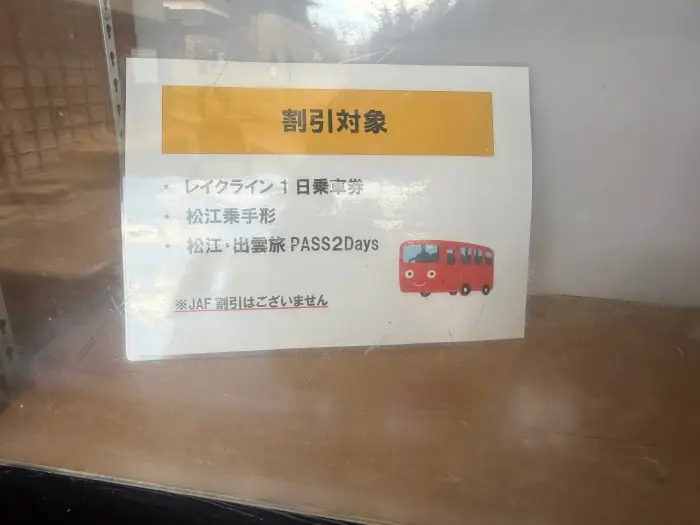 割引対象
・ レイクライン 1 日乗車券
・ 松江乗手形
・ 松江・出雲旅 PASS2Days
※JAF 割引はございません